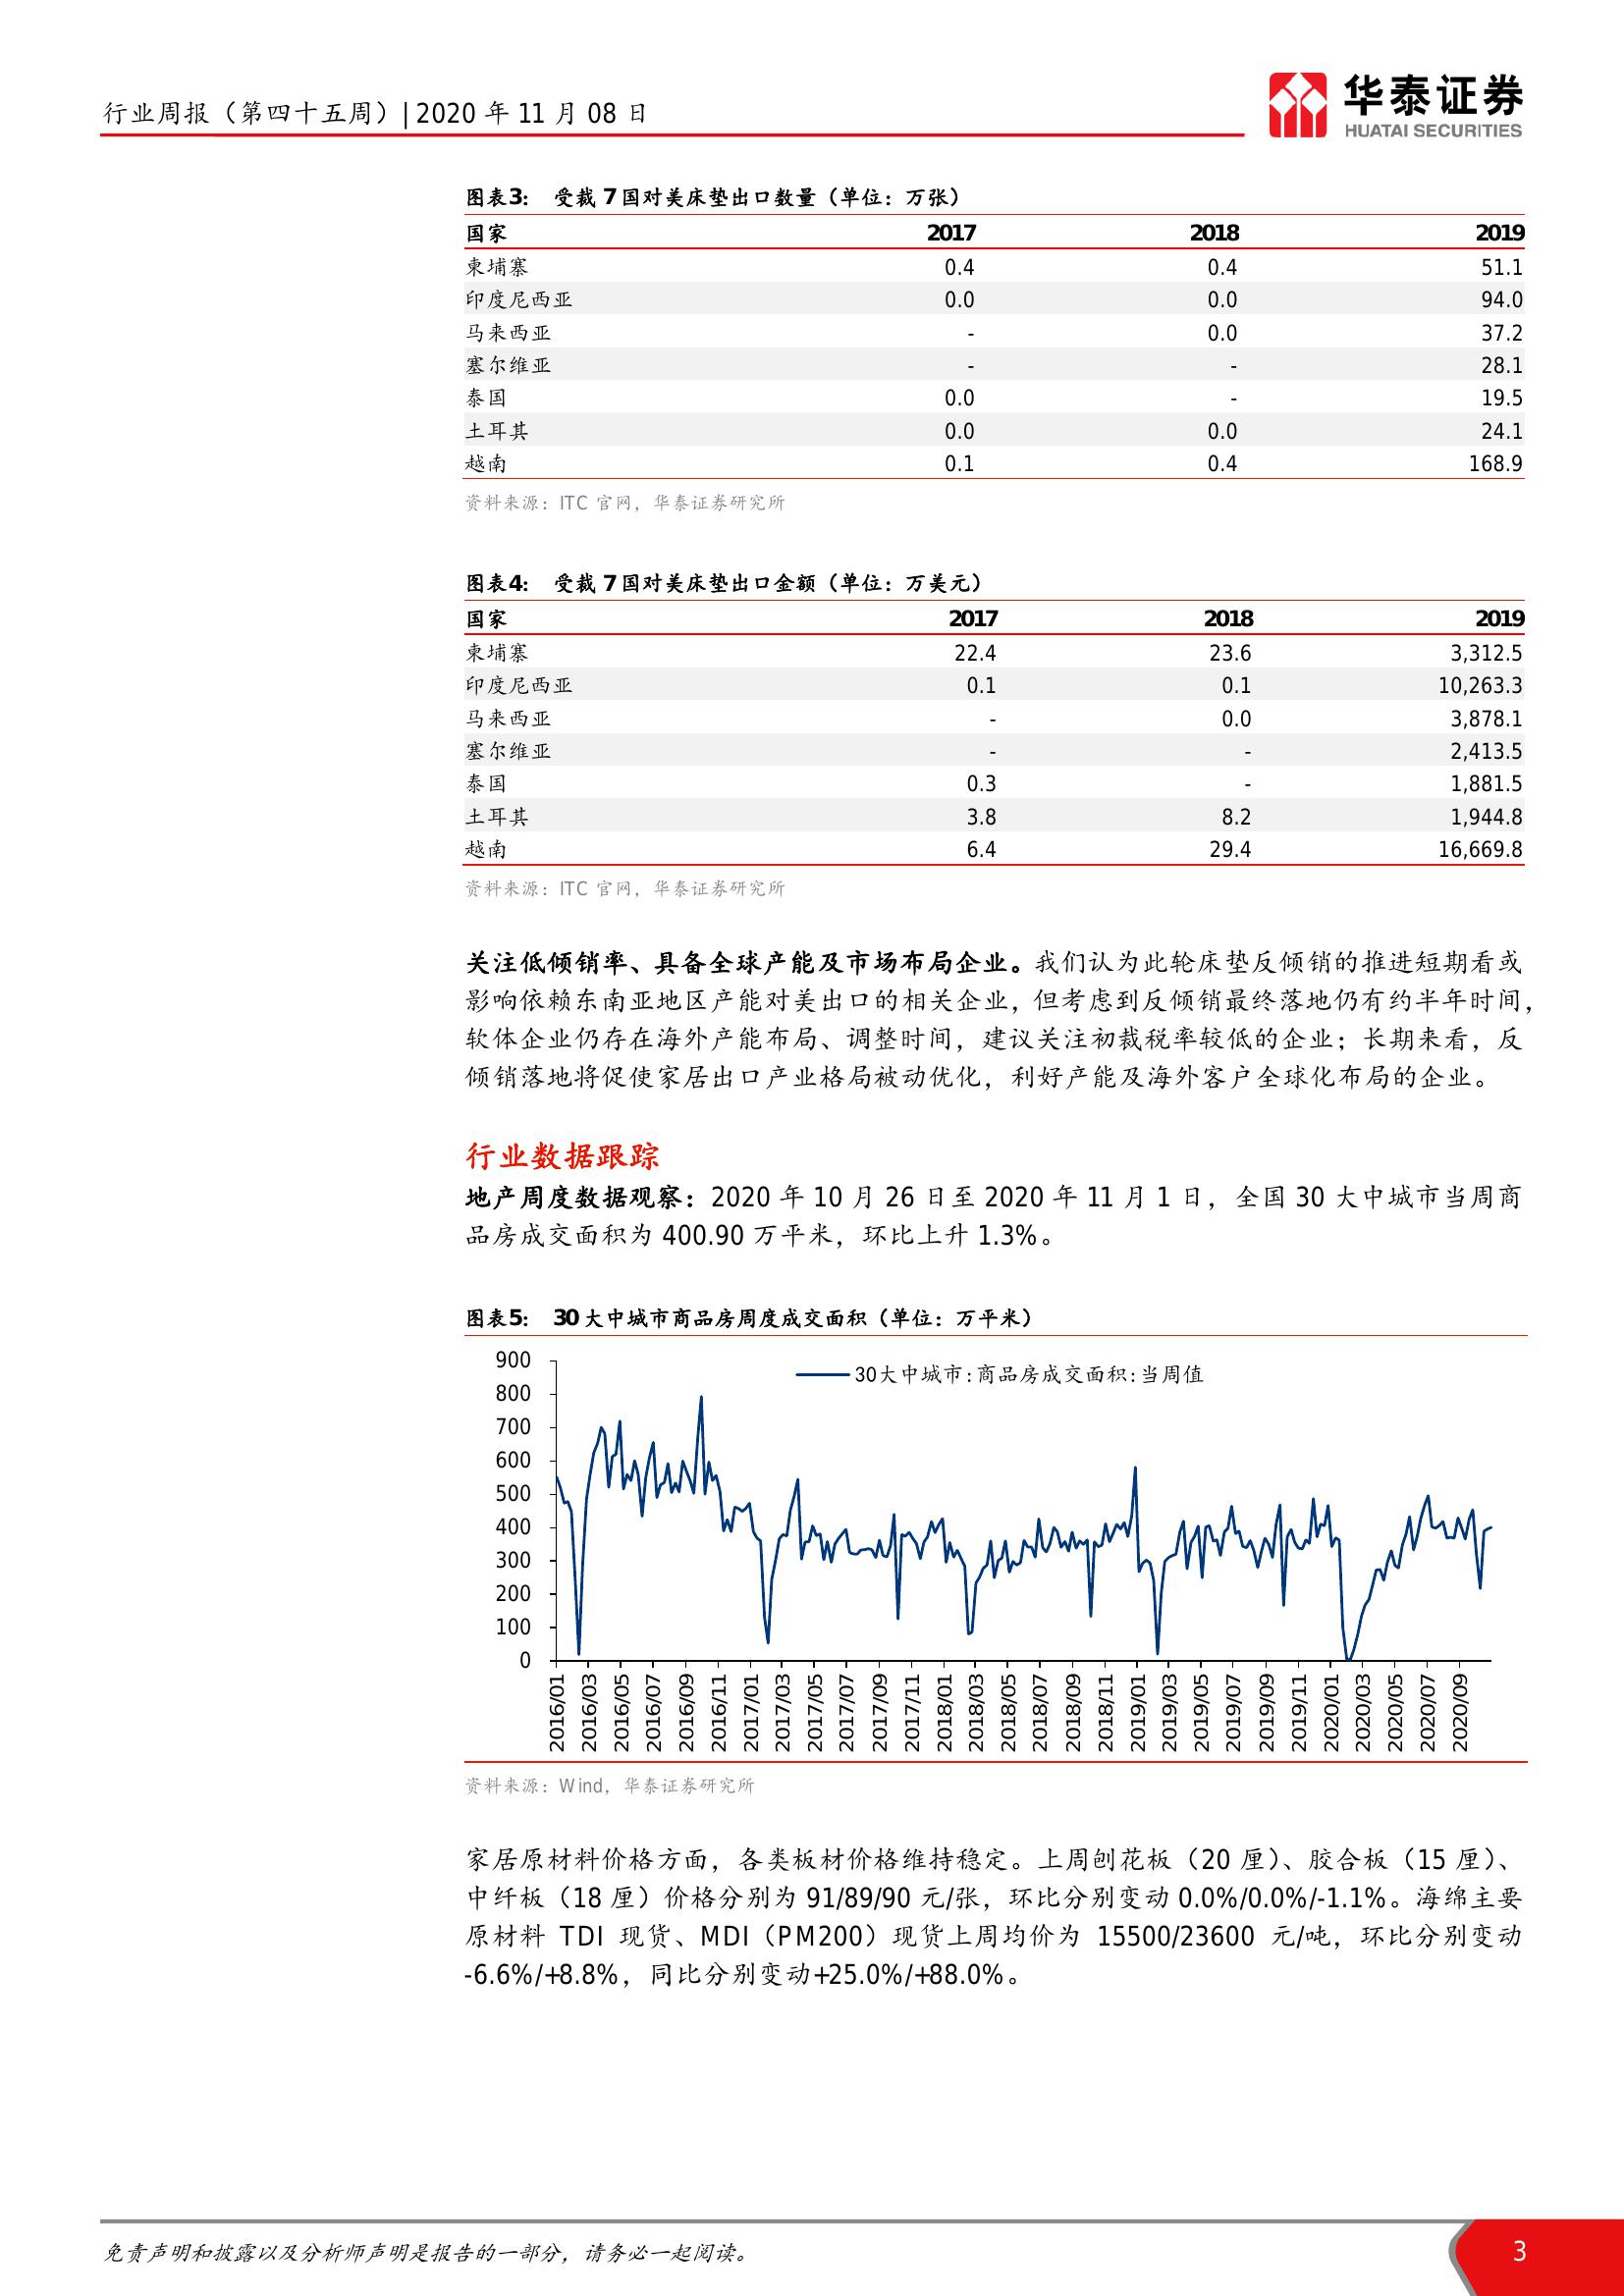 行业周报（第四十五周）| 2020 年 11 月 08 日
华泰证券
HUATAI SECURITIES
图表3： 受裁 7 国对美床垫出口数量（单位：万张）
国家 2017 2018 2019
柬埔寨 0.4 0.4 51.1
印度尼西亚 0.0 0.0 94.0
马来西亚 - 0.0 37.2
塞尔维亚 - - 28.1
泰国 0.0 - 19.5
土耳其 0.0 0.0 24.1
越南 0.1 0.4 168.9
资料来源：ITC 官网，华泰证券研究所
图表4： 受裁 7 国对美床垫出口金额（单位：万美元）
国家 2017 2018 2019
柬埔寨 22.4 23.6 3,312.5
印度尼西亚 0.1 0.1 10,263.3
马来西亚 - 0.0 3,878.1
塞尔维亚 - - 2,413.5
泰国 0.3 - 1,881.5
土耳其 3.8 8.2 1,944.8
越南 6.4 29.4 16,669.8
资料来源：ITC 官网，华泰证券研究所
关注低倾销率、具备全球产能及市场布局企业。我们认为此轮床垫反倾销的推进短期看或
影响依赖东南亚地区产能对美出口的相关企业，但考虑到反倾销最终落地仍有约半年时间，
软体企业仍存在海外产能布局、调整时间，建议关注初裁税率较低的企业；长期来看，反
倾销落地将促使家居出口产业格局被动优化，利好产能及海外客户全球化布局的企业。
行业数据跟踪
地产周度数据观察：2020 年 10 月 26 日至 2020 年 11 月 1 日，全国 30 大中城市当周商
品房成交面积为 400.90 万平米，环比上升 1.3%。
图表5： 30 大中城市商品房周度成交面积（单位：万平米）
30大中城市:商品房成交面积:当周值
900
800
700
600
500
400
300
200
100
0
2016/01 2016/03 2016/05 2016/07 2016/09 2016/11 2017/01 2017/03 2017/05 2017/07 2017/09 2017/11 2018/01 2018/03 2018/05 2018/07 2018/09 2018/11 2019/01 2019/03 2019/05 2019/07 2019/09 2019/11 2020/01 2020/03 2020/05 2020/07 2020/09
资料来源：Wind，华泰证券研究所
家居原材料价格方面，各类板材价格维持稳定。上周刨花板（20 厘）、胶合板（15 厘）、
中纤板（18 厘）价格分别为 91/89/90 元/张，环比分别变动 0.0%/0.0%/-1.1%。海绵主要
原材料 TDI 现货、MDI（PM200）现货上周均价为 15500/23600 元/吨，环比分别变动
-6.6%/+8.8%，同比分别变动+25.0%/+88.0%。
免责声明和披露以及分析师声明是报告的一部分，请务必一起阅读。
3